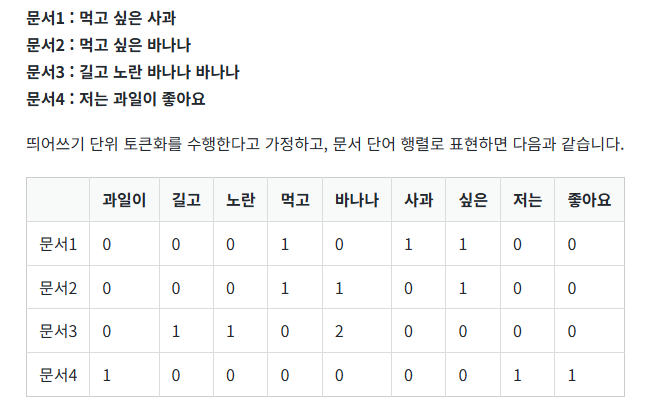 문서1 : 먹고 싶은 사과
문서2 : 먹고 싶은 바나나
문서3 : 길고 노란 바나나 바나나
문서4 : 저는 과일이 좋아요
띄어쓰기 단위 토큰화를 수행한다고 가정하고, 문서 단어 행렬로 표현하면 다음과 같습니다.
과일이 길고 노란 먹고 바나나 사과 싶은 저는 좋아요
문서1 0 0 0 1 0 1 1 0 0
문서2 0 0 0 1 1 0 1 0 0
문서3 0 1 1 0 2 0 0 0 0
문서4 1 0 0 0 0 0 0 1 1